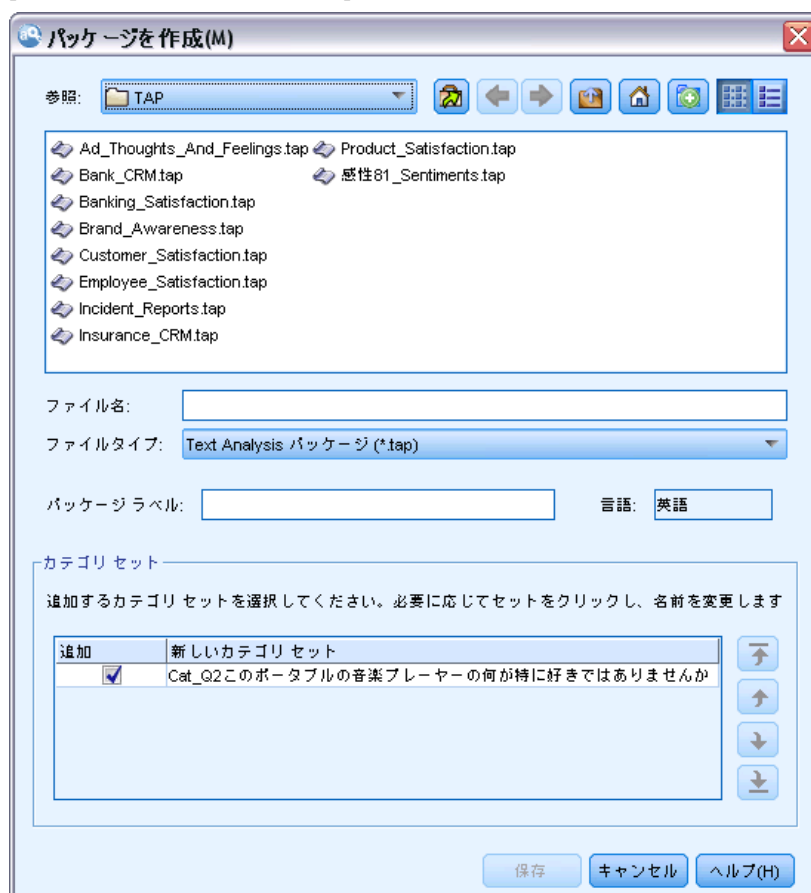 パッケージを作成(M)
参照: TAP
Ad_Thoughts_And_Feelings.tap Product_Satisfaction.tap
Bank_CRM.tap 感性81_Sentiments.tap
Banking_Satisfaction.tap
Brand_Awareness.tap
Customer_Satisfaction.tap
Employee_Satisfaction.tap
Incident_Reports.tap
Insurance_CRM.tap
ファイル名:
ファイルタイプ: Text Analysis パッケージ (*.tap)
パッケージ ラベル: 言語: 英語
カテゴリ セット
追加するカテゴリ セットを選択してください。必要に応じてセットをクリックし、名前を変更します
追加 新しいカテゴリ セット
Cat_Q2このポータブルの音楽プレーヤーの何が特に好きではありませんか
保存 キャンセル ヘルプ(H)